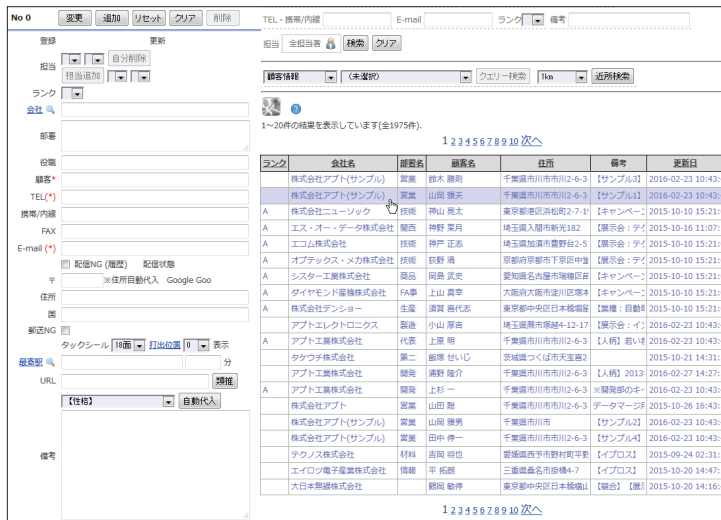 No 0 変更 追加 リセット クリア 削除
登録 更新
担当 自分削除
担当追加
ランク
会社
部署
役職
顧客*
TEL(*)
携帯/内線
FAX
E-mail (*)
配信NG (履歴) 配信状態
〒 ※住所自動代入 Google Goo
住所
国
郵送NG
タックシール 18面 打出位置 0 表示
最寄駅 分
URL 類推
【性格】 自動代入
備考
TEL・携帯/内線 E-mail ランク 備考
担当 全担当者 検索 クリア
顧客情報 (未選択) クエリー検索 1km 近所検索
1～20件の結果を表示しています(全1975件).
1 2 3 4 5 6 7 8 9 10 次へ
ランク 会社名 部署名 顧客名 住所 備考 更新日
株式会社アプト(サンプル) 営業 鈴木 勝則 千葉県市川市市川2-6-3 【サンプル3】 2016-02-23 10:43:
株式会社アプト(サンプル) 営業 山岡 雅夫 千葉県市川市市川2-6-3 【サンプル1】 2016-02-23 10:43:
A 株式会社ニューソック 技術 神山 亮太 東京都港区浜松町2-7-1 【キャンペー 2015-10-10 15:21:
A エス・オー・データ株式会社 関西 神野 菜月 埼玉県入間市新光182 【展示会：テク 2015-10-16 11:07:
A エコム株式会社 技術 神戸 正志 埼玉県加須市豊野台2-5 【展示会：テク 2015-10-10 15:21:
A オプテックス・メカ株式会社 技術 荻野 清 京都府京都市下京区中堂 【展示会：テク 2015-10-10 15:21:
A シスター工業株式会社 商品 岡島 武史 愛知県名古屋市瑞穂区苗 【キャンペー 2015-10-10 15:21:
A ダイヤモンド産機株式会社 FA事 上山 真幸 大阪府大阪市淀川区塚本 【キャンペー 2015-10-10 15:21:
A 株式会社デンショー 生産 須賀 喜代志 東京都中央区日本橋堀留 【業種：自動車 2015-10-10 15:21:
アプトエレクトロニクス 製造 小山 厚吉 埼玉県蕨市塚越4-12-17 【展示会：イン 2016-02-23 10:43:
A アプト工業株式会社 代表 上原 明 千葉県市川市市川2-6-3 【人柄】若い 2016-02-23 10:43:
タケウチ株式会社 第二 飯塚 せいじ 茨城県つくば市天宝喜2- 2015-10-21 14:31:
アプト工業株式会社 開発 浦野 隆介 千葉県市川市市川2-6-3 【人柄】2013 2016-02-27 14:27:
A アプト工業株式会社 開発 上杉 一 千葉県市川市市川2-6-3 ※開発部のキー 2016-02-23 10:43:
株式会社アプト 営業 山田 聡 千葉県市川市市川2-6-3 データマージ用 2015-10-26 16:43:
株式会社アプト(サンプル) 営業 山岡 雅男 千葉県市川市 【サンプル2】 2016-02-23 10:43:
株式会社アプト(サンプル) 営業 田中 倖一 千葉県市川市市川2-6-3 【サンプル4】 2016-02-23 10:43:
テクノス株式会社 材料 吉岡 将也 愛媛県西予市野村町平野 【イプロス】 2015-09-24 02:31:
エイロツ電子産業株式会社 情報 平 拓朗 三重県桑名市掛樋4-7 【イプロス】 2015-10-20 14:47:
大日本無線株式会社 鶴岡 敏倖 東京都中央区日本橋横山 【競合】【展示 2015-10-20 14:16:
1 2 3 4 5 6 7 8 9 10 次へ